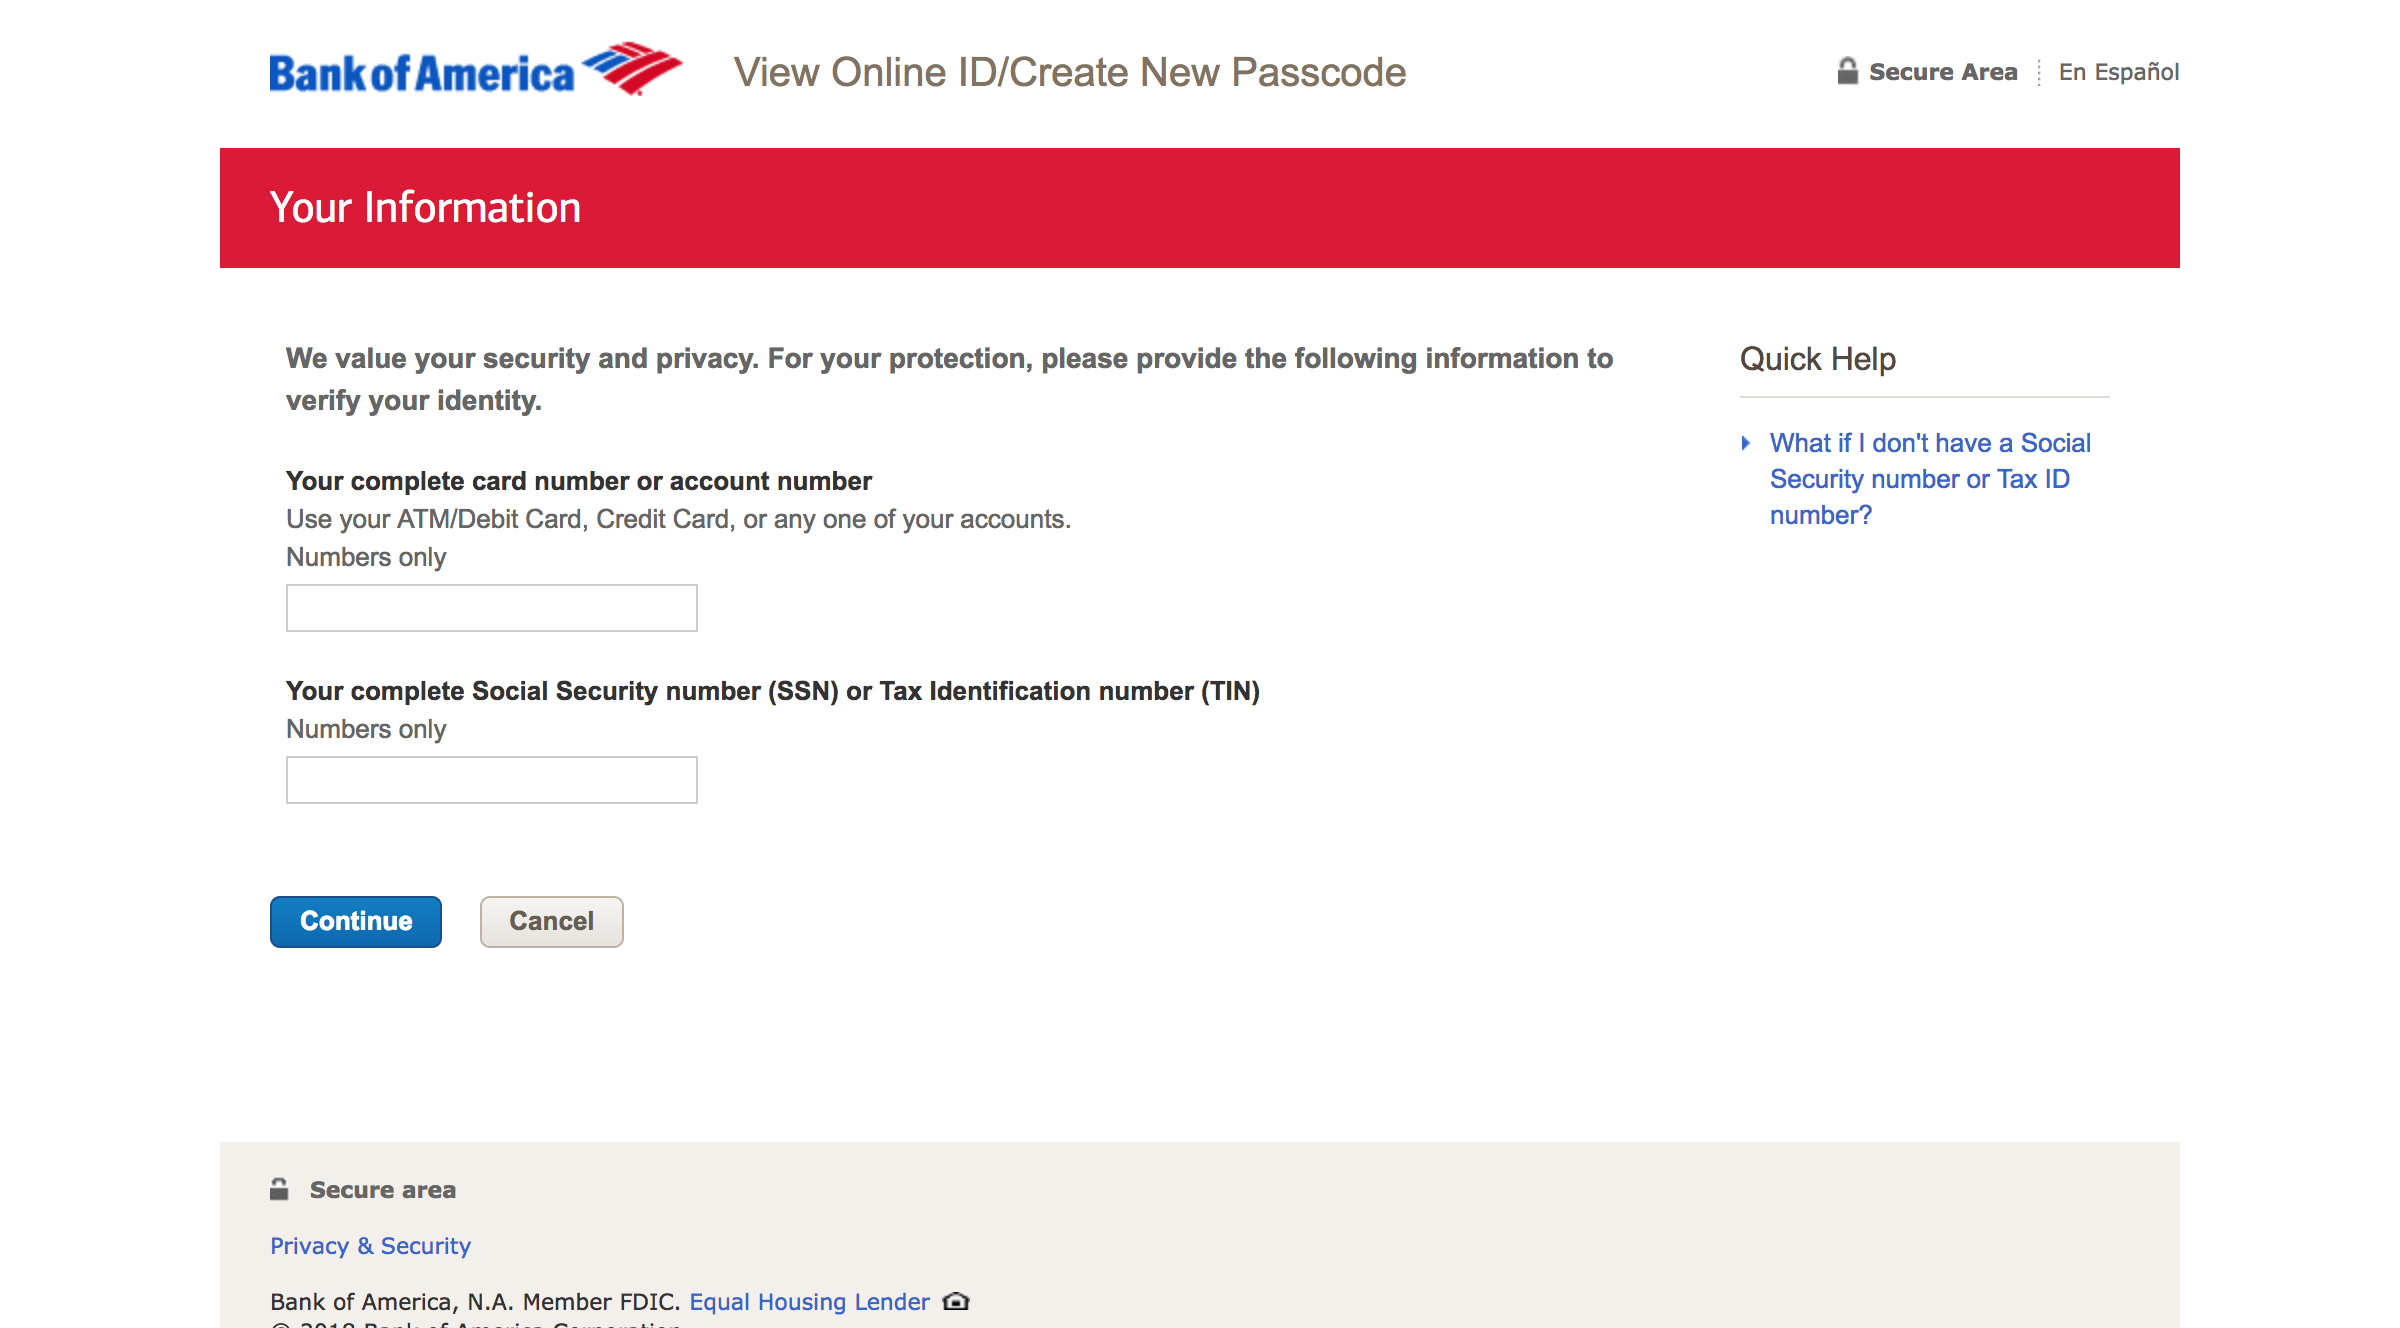 Bank of America
View Online ID/Create New Passcode
Secure Area
En Español
Your Information
We value your security and privacy. For your protection, please provide the following information to
verify your identity.
Your complete card number or account number
Use your ATM/Debit Card, Credit Card, or any one of your accounts.
Numbers only
Your complete Social Security number (SSN) or Tax Identification number (TIN)
Numbers only
Continue
Cancel
Quick Help
What if I don't have a Social
Security number or Tax ID
number?
Secure area
Privacy & Security
Bank of America, N.A. Member FDIC. Equal Housing Lender
© 2018 Bank of America Corporation